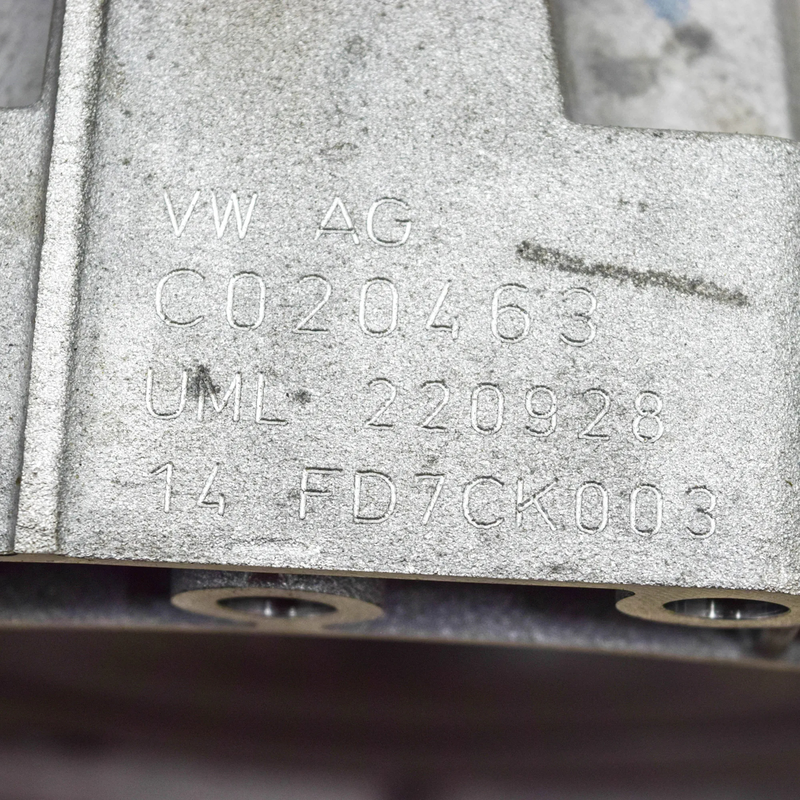 VW AG
C020463
UML 220928
14 FD7CK003